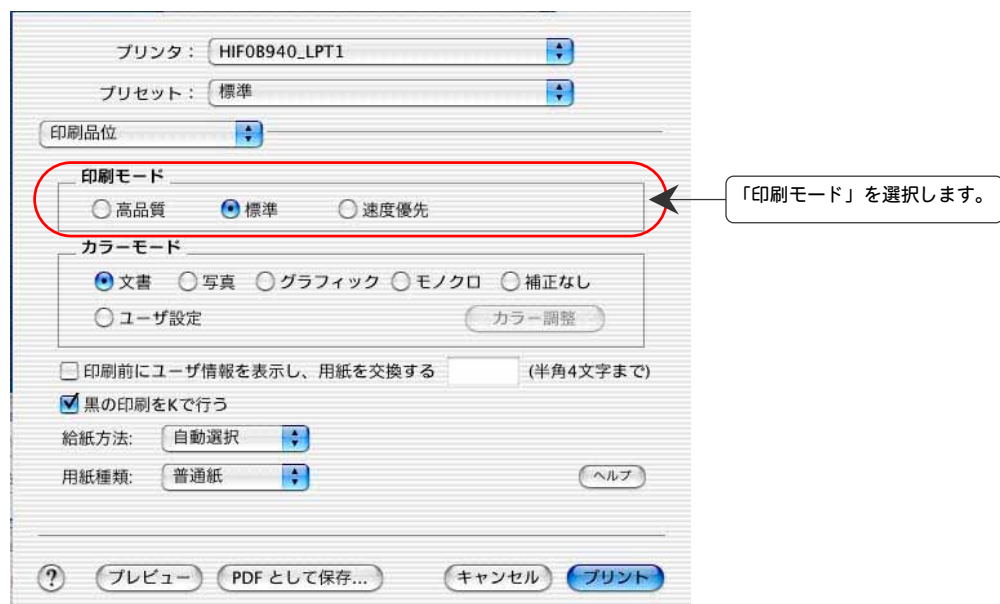 プリンタ： HIF0B940_LPT1
プリセット： 標準
印刷品位
印刷モード
高品質 標準 速度優先
「印刷モード」を選択します。
カラーモード
文書 写真 グラフィック モノクロ 補正なし
ユーザ設定 カラー調整
印刷前にユーザ情報を表示し、用紙を交換する (半角4文字まで)
黒の印刷をKで行う
給紙方法: 自動選択
用紙種類: 普通紙 ヘルプ
? プレビュー PDF として保存... キャンセル プリント